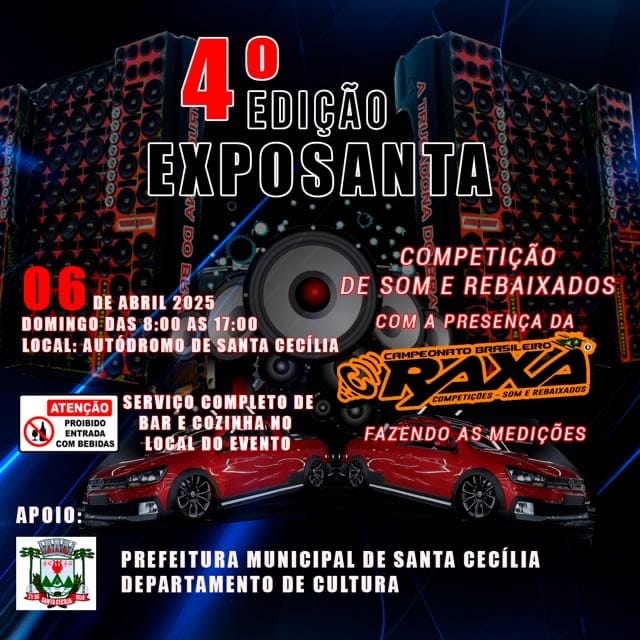 4º
EDIÇÃO
EXPOSANTA
COMPETIÇÃO
DE SOM E REBAIXADOS
06 DE ABRIL 2025
DOMINGO DAS 8:00 AS 17:00
LOCAL: AUTÓDROMO DE SANTA CECÍLIA
COM A PRESENÇA DA
CAMPEONATO BRASILEIRO
RAXA
COMPETIÇÕES - SOM E REBAIXADOS
FAZENDO AS MEDIÇÕES
ATENÇÃO
PROIBIDO
ENTRADA
COM BEBIDAS
SERVIÇO COMPLETO DE
BAR E COZINHA NO
LOCAL DO EVENTO
APOIO:
SANTA CECÍLIA
PREFEITURA MUNICIPAL DE SANTA CECÍLIA
DEPARTAMENTO DE CULTURA